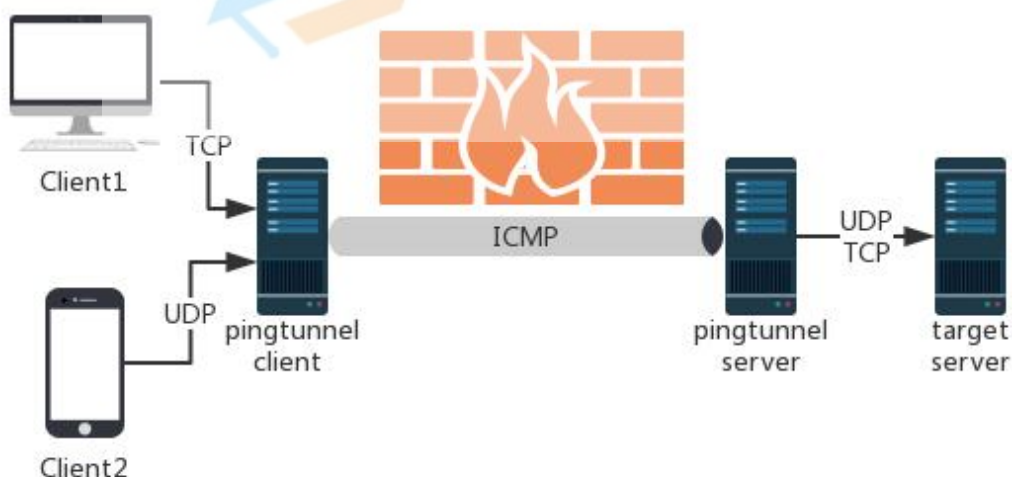 TCP
Client1
ICMP
UDP
TCP
UDP
pingtunnel
client
pingtunnel
server
target
server
Client2